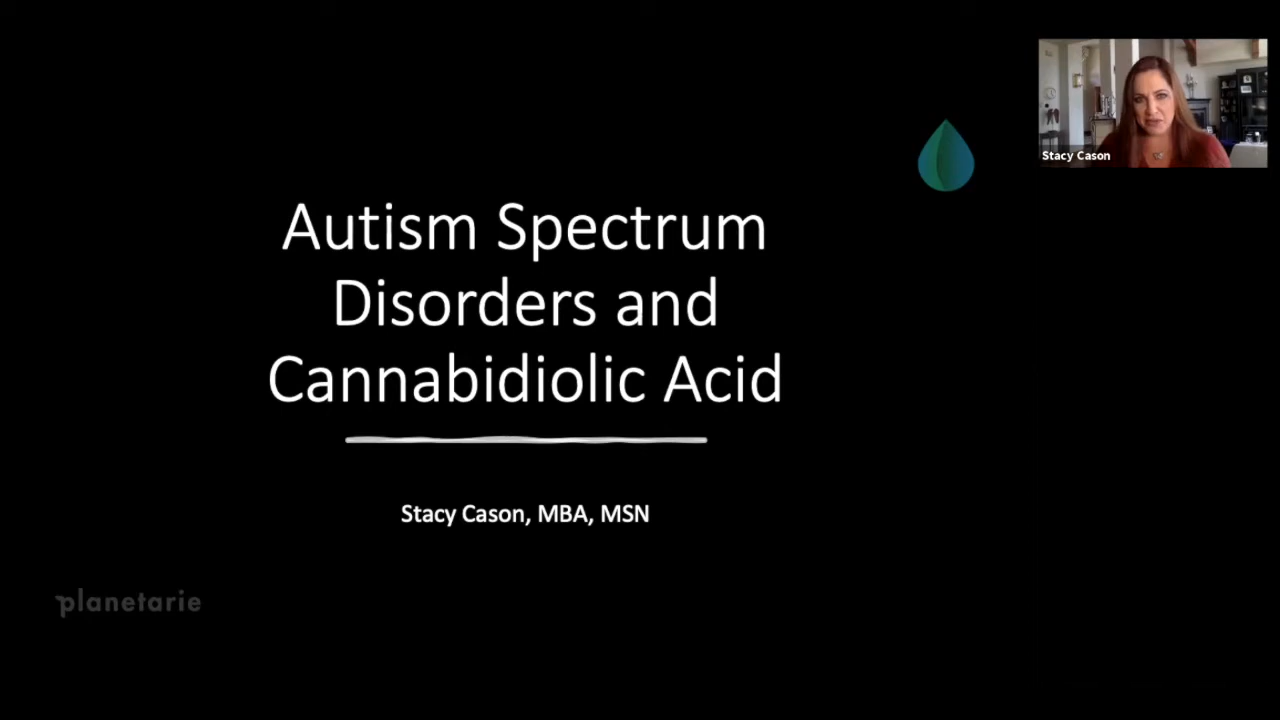 Stacy Cason
Autism Spectrum
Disorders and
Cannabidiolic Acid
Stacy Cason, MBA, MSN
planetarie